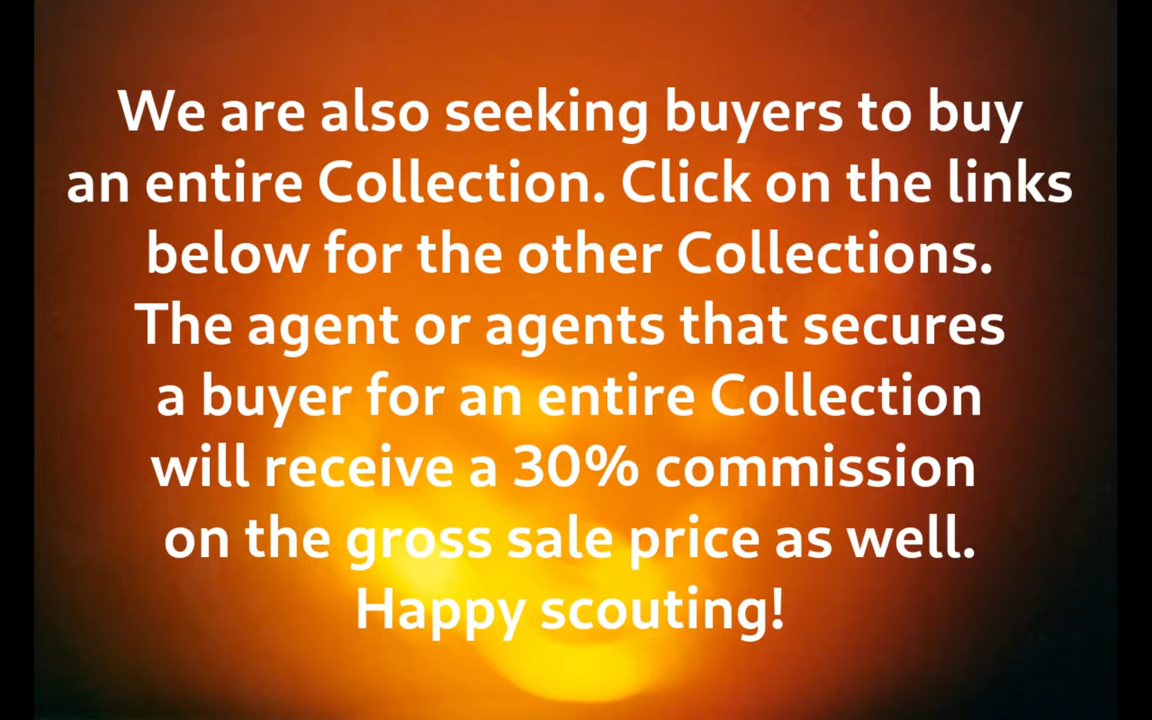 We are also seeking buyers to buy
an entire Collection. Click on the links
below for the other Collections.
The agent or agents that secures
a buyer for an entire Collection
will receive a 30% commission
on the gross sale price as well.
Happy scouting!